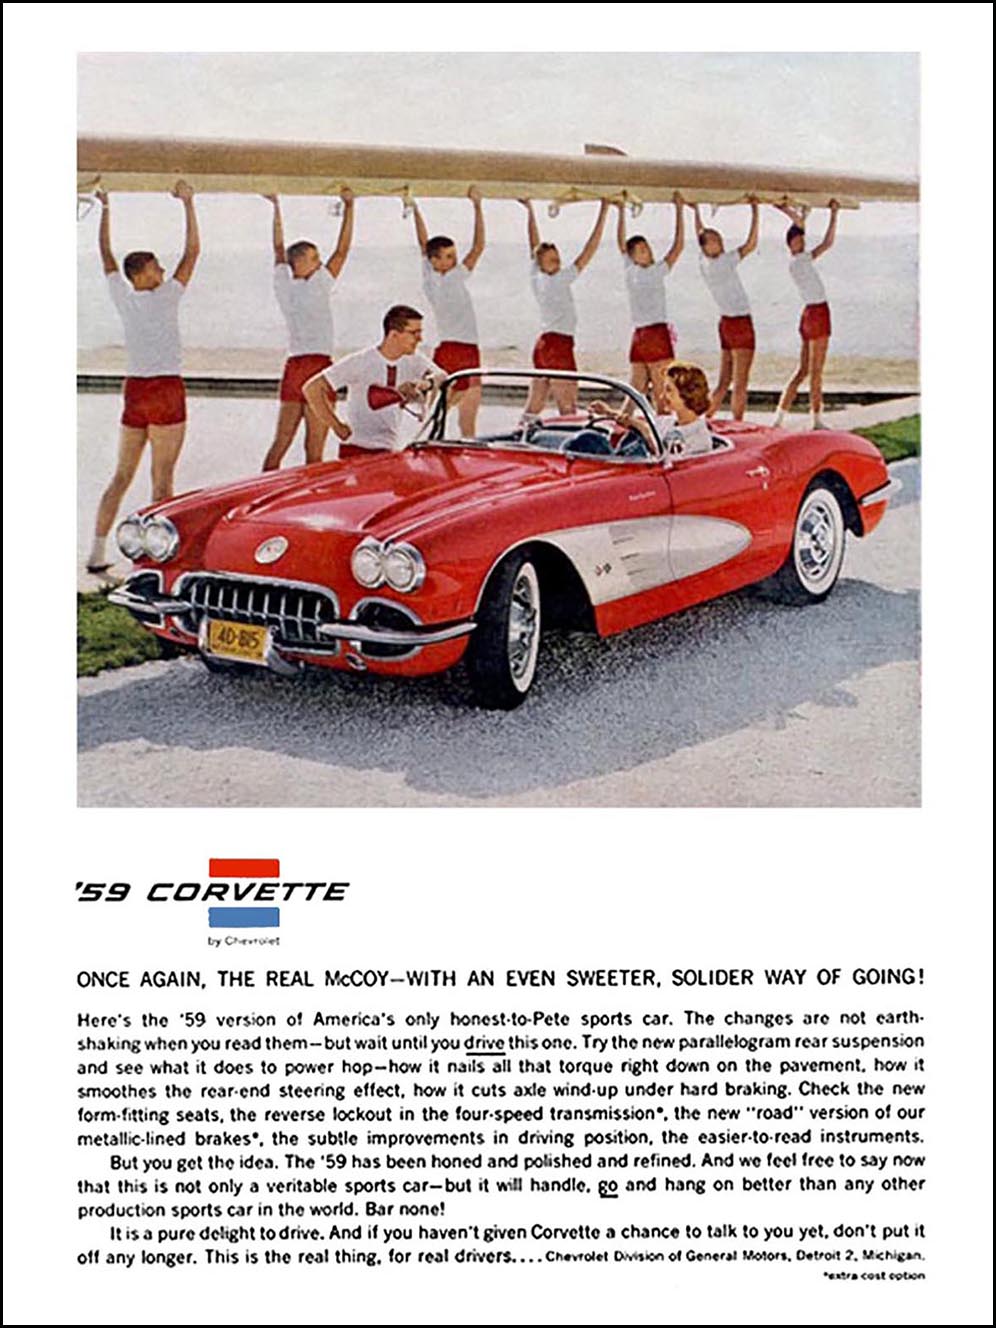 4D-815
'59 CORVETTE
by Chevrolet
ONCE AGAIN, THE REAL McCOY—WITH AN EVEN SWEETER, SOLIDER WAY OF GOING!
Here's the '59 version of America's only honest-to-Pete sports car. The changes are not earth-
shaking when you read them—but wait until you drive this one. Try the new parallelogram rear suspension
and see what it does to power hop—how it nails all that torque right down on the pavement, how it
smoothes the rear-end steering effect, how it cuts axle wind-up under hard braking. Check the new
form-fitting seats, the reverse lockout in the four-speed transmission*, the new "road" version of our
metallic-lined brakes*, the subtle improvements in driving position, the easier-to-read instruments.
But you get the idea. The '59 has been honed and polished and refined. And we feel free to say now
that this is not only a veritable sports car—but it will handle, go and hang on better than any other
production sports car in the world. Bar none!
It is a pure delight to drive. And if you haven't given Corvette a chance to talk to you yet, don't put it
off any longer. This is the real thing, for real drivers.... Chevrolet Division of General Motors, Detroit 2, Michigan.
*extra cost option